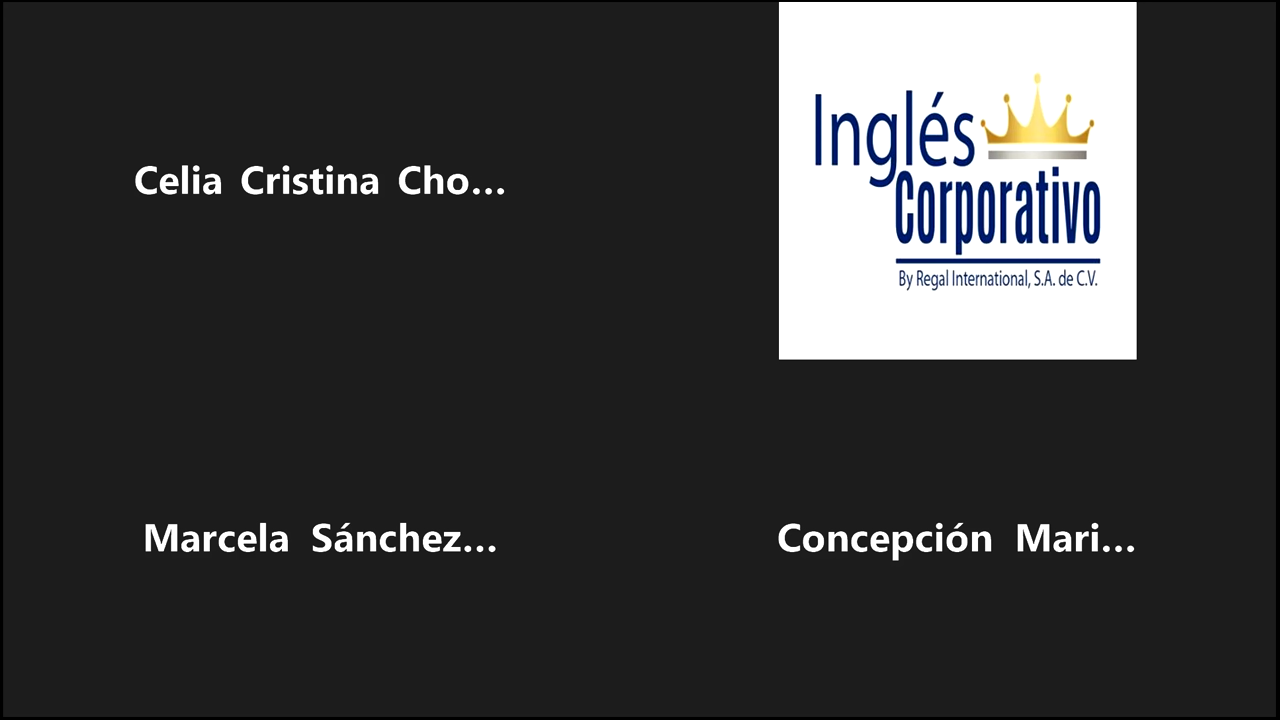 Celia Cristina Cho...
Inglés
Corporativo
By Regal International, S.A. de C.V.
Marcela Sánchez...
Concepción Mari...